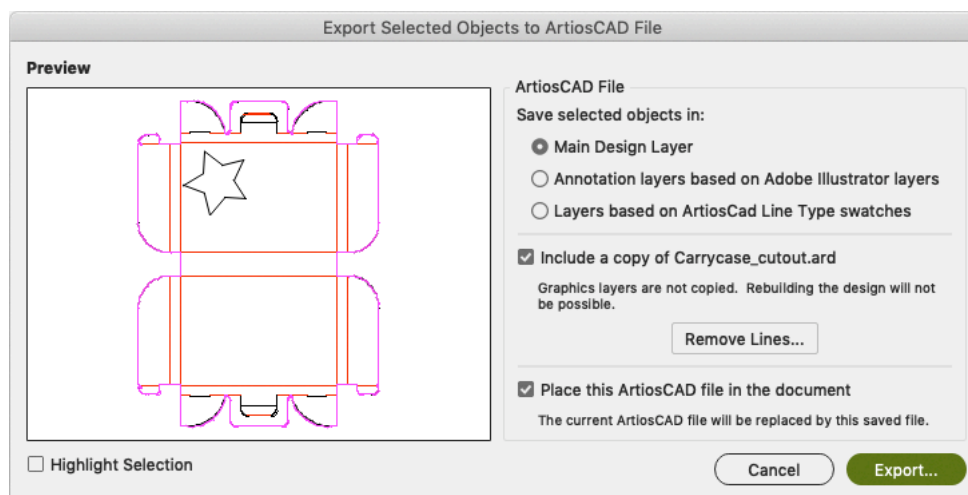 Export Selected Objects to ArtiosCAD File
Preview
ArtiosCAD File
Save selected objects in:
Main Design Layer
Annotation layers based on Adobe Illustrator layers
Layers based on ArtiosCad Line Type swatches
Include a copy of Carrycase_cutout.ard
Graphics layers are not copied. Rebuilding the design will not
be possible.
Remove Lines...
Place this ArtiosCAD file in the document
The current ArtiosCAD file will be replaced by this saved file.
Highlight Selection
Cancel
Export...